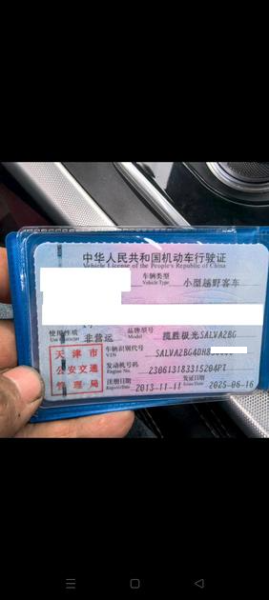 中华人民共和国机动车行驶证
Vehicle License of the People's Republic of China
车辆类型 小型越野客车
Vehicle Type
使用性质 非营运 品牌型号 揽胜极光SALVA2BG
Model
天津市
公安交通
管理局
车辆识别代号 SALVA2BG4DH8
VIN
发动机号码 230613183315204PT
Engine No.
注册日期 2013-11-11 发证日期 2025-06-16
Register Date Issue Date